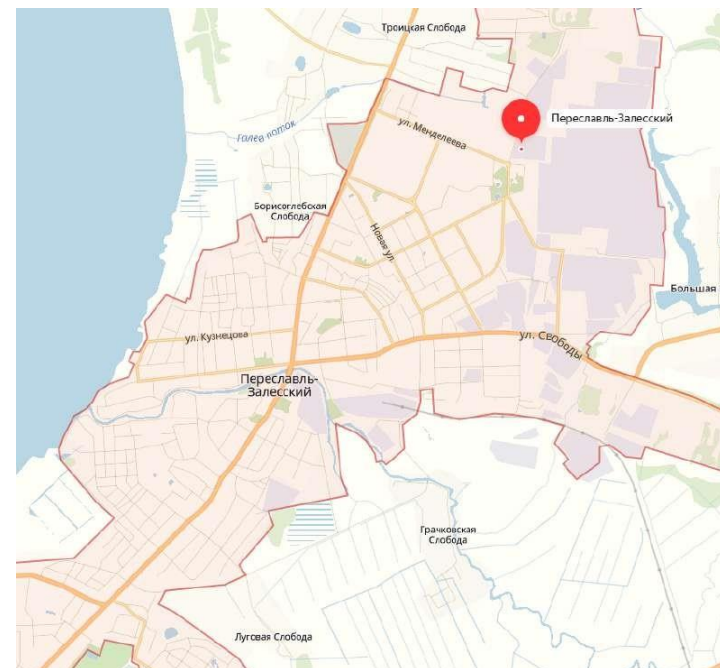 Троицкая Слобода
Переславль-Залесский
ул. Менделеева
Галев поток
Борисоглебская
Слобода
Новая ул.
Большая
ул. Кузнецова
ул. Свободы
Переславль-
Залесский
Грачковская
Слобода
Луговая Слобода